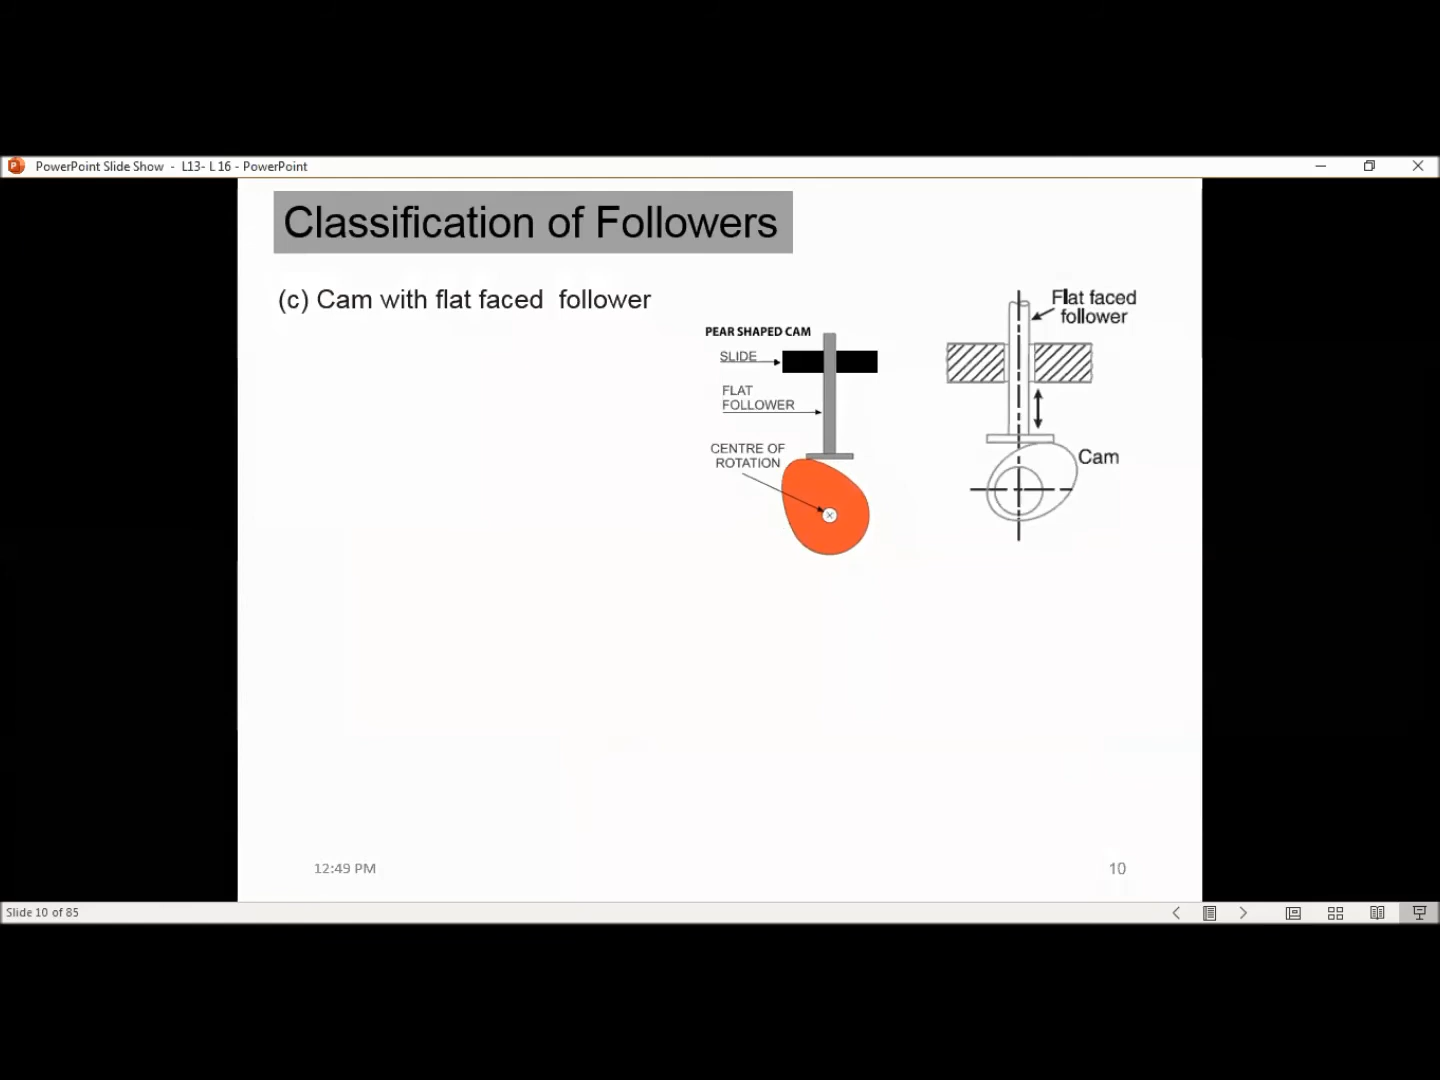 PowerPoint Slide Show - L13- L 16 - PowerPoint
Classification of Followers
(c) Cam with flat faced follower
PEAR SHAPED CAM
SLIDE
FLAT
FOLLOWER
CENTRE OF
ROTATION
Flat faced
follower
Cam
12:49 PM
10
Slide 10 of 85